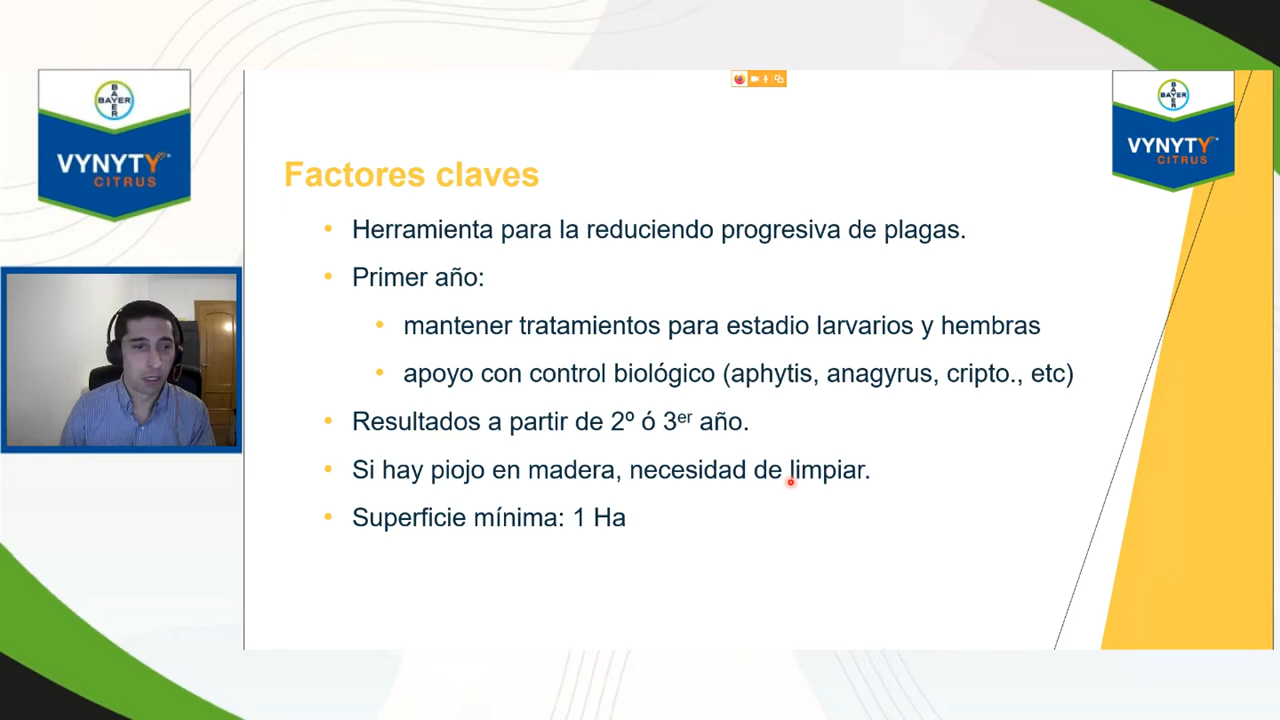 BAYER
BAYER
VYNYTY
CITRUS
BAYER
BAYER
VYNYTY
CITRUS
Factores claves
• Herramienta para la reduciendo progresiva de plagas.
• Primer año:
• mantener tratamientos para estadio larvarios y hembras
• apoyo con control biológico (aphytis, anagyrus, cripto., etc)
• Resultados a partir de 2º ó 3er año.
• Si hay piojo en madera, necesidad de limpiar.
• Superficie mínima: 1 Ha